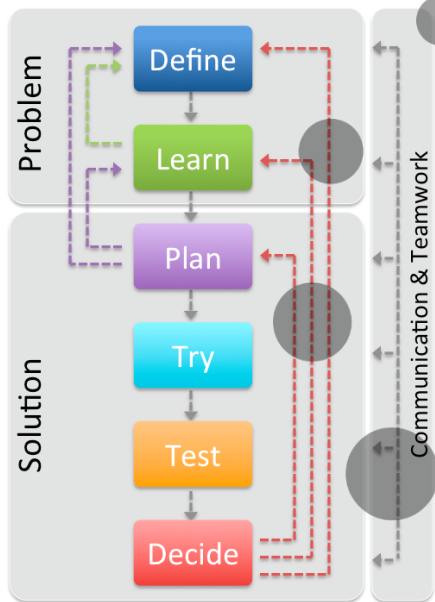 Problem
Define
Learn
Solution
Plan
Try
Test
Decide
Communication & Teamwork